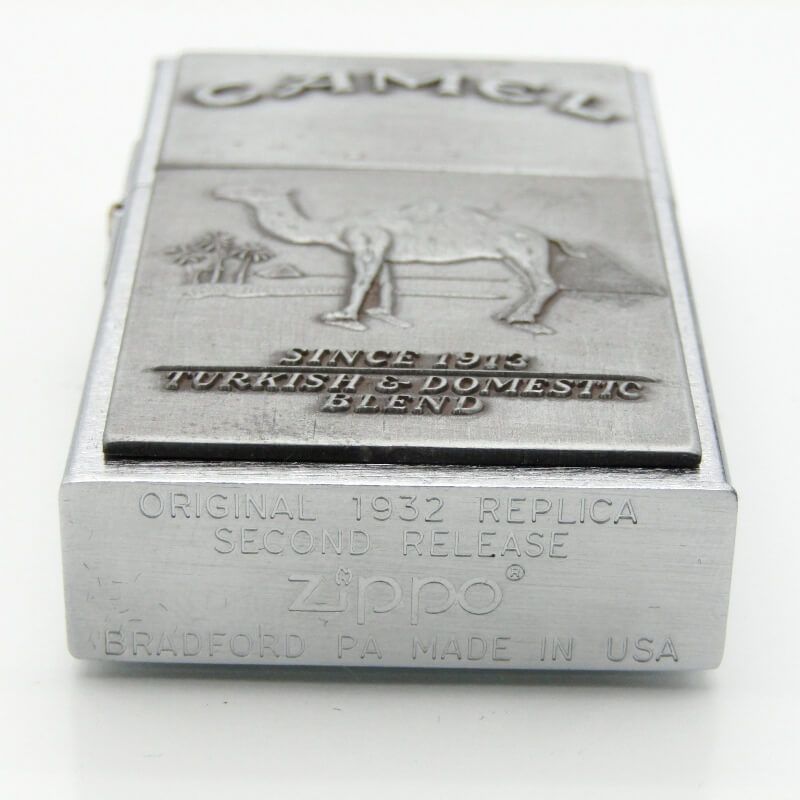 CAMEL
SINCE 1913
TURKISH & DOMESTIC
BLEND
ORIGINAL 1932 REPLICA
SECOND RELEASE
zippo®
BRADFORD PA MADE IN USA